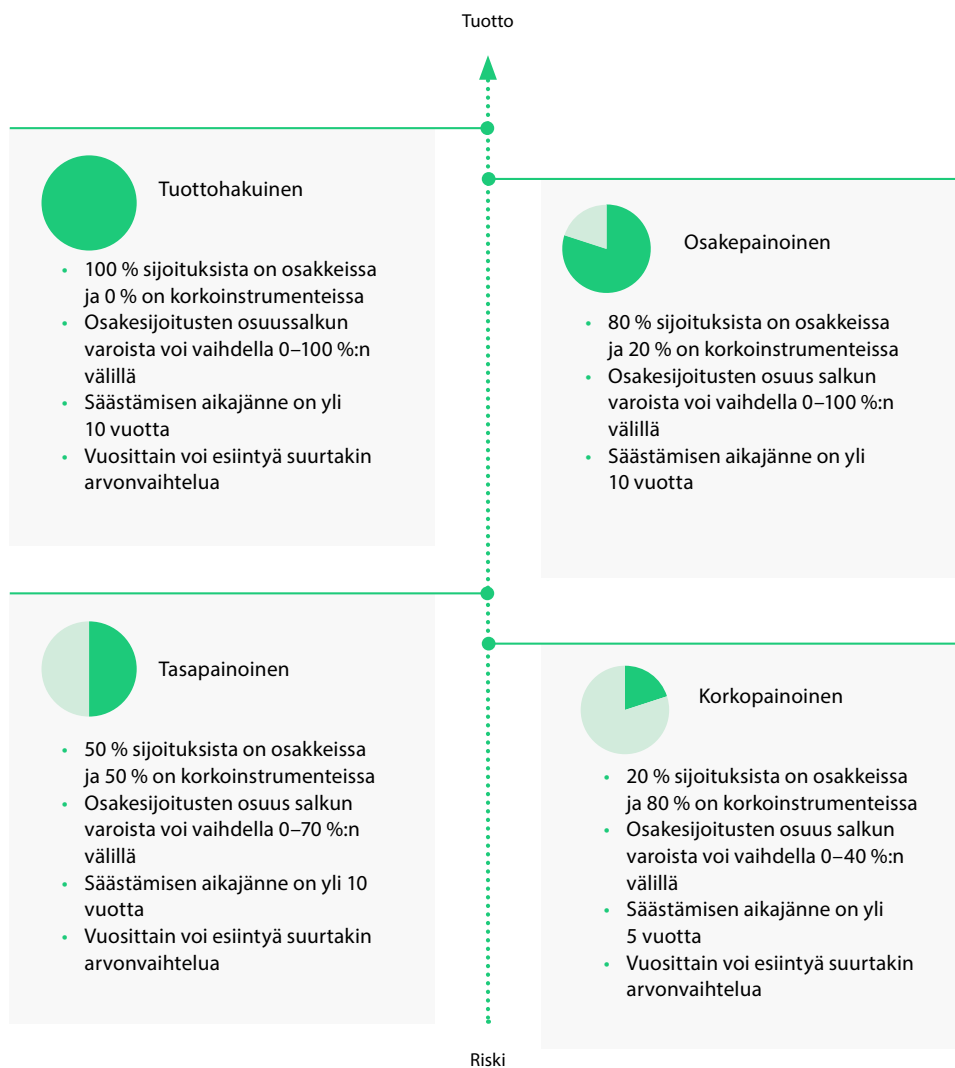 Tuotto
Tuottohakuinen
• 100 % sijoituksista on osakkeissa
ja 0 % on korkoinstrumenteissa
• Osakesijoitusten osuussalkun
varoista voi vaihdella 0–100 %:n
välillä
• Säästämisen aikajänne on yli
10 vuotta
• Vuosittain voi esiintyä suurtakin
arvonvaihtelua
Osakepainoinen
• 80 % sijoituksista on osakkeissa
ja 20 % on korkoinstrumenteissa
• Osakesijoitusten osuus salkun
varoista voi vaihdella 0–100 %:n
välillä
• Säästämisen aikajänne on yli
10 vuotta
Tasapainoinen
• 50 % sijoituksista on osakkeissa
ja 50 % on korkoinstrumenteissa
• Osakesijoitusten osuus salkun
varoista voi vaihdella 0–70 %:n
välillä
• Säästämisen aikajänne on yli 10
vuotta
• Vuosittain voi esiintyä suurtakin
arvonvaihtelua
Korkopainoinen
• 20 % sijoituksista on osakkeissa
ja 80 % on korkoinstrumenteissa
• Osakesijoitusten osuus salkun
varoista voi vaihdella 0–40 %:n
välillä
• Säästämisen aikajänne on yli
5 vuotta
• Vuosittain voi esiintyä suurtakin
arvonvaihtelua
Riski